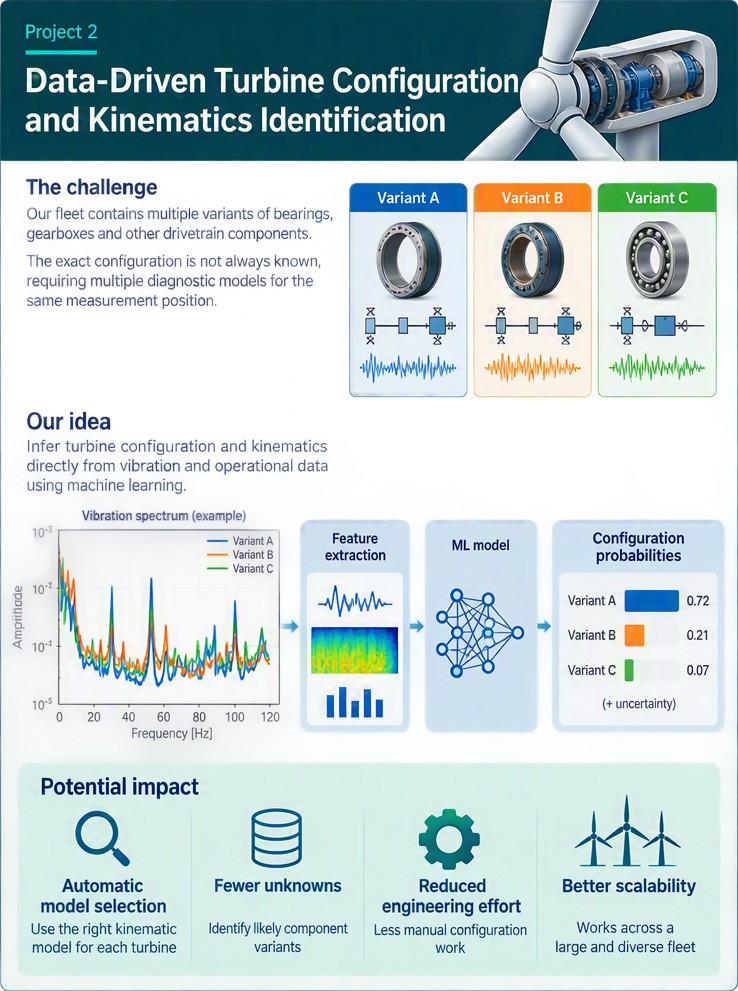 Project 2
Data-Driven Turbine Configuration
and Kinematics Identification
The challenge
Our fleet contains multiple variants of bearings,
gearboxes and other drivetrain components.
The exact configuration is not always known,
requiring multiple diagnostic models for the
same measurement position.
Variant A
Variant B
Variant C
Our idea
Infer turbine configuration and kinematics
directly from vibration and operational data
using machine learning.
Vibration spectrum (example)
Variant A
Variant B
Variant C
10⁻²
10⁻⁴
10⁻⁵
0 20 40 60 80 100 120
Frequency [Hz]
Feature
extraction
ML model
Configuration
probabilities
Variant A 0.72
Variant B 0.21
Variant C 0.07
(+ uncertainty)
Potential impact
Automatic
model selection
Use the right kinematic
model for each turbine
Fewer unknowns
Identify likely component
variants
Reduced
engineering effort
Less manual configuration
work
Better scalability
Works across a
large and diverse fleet